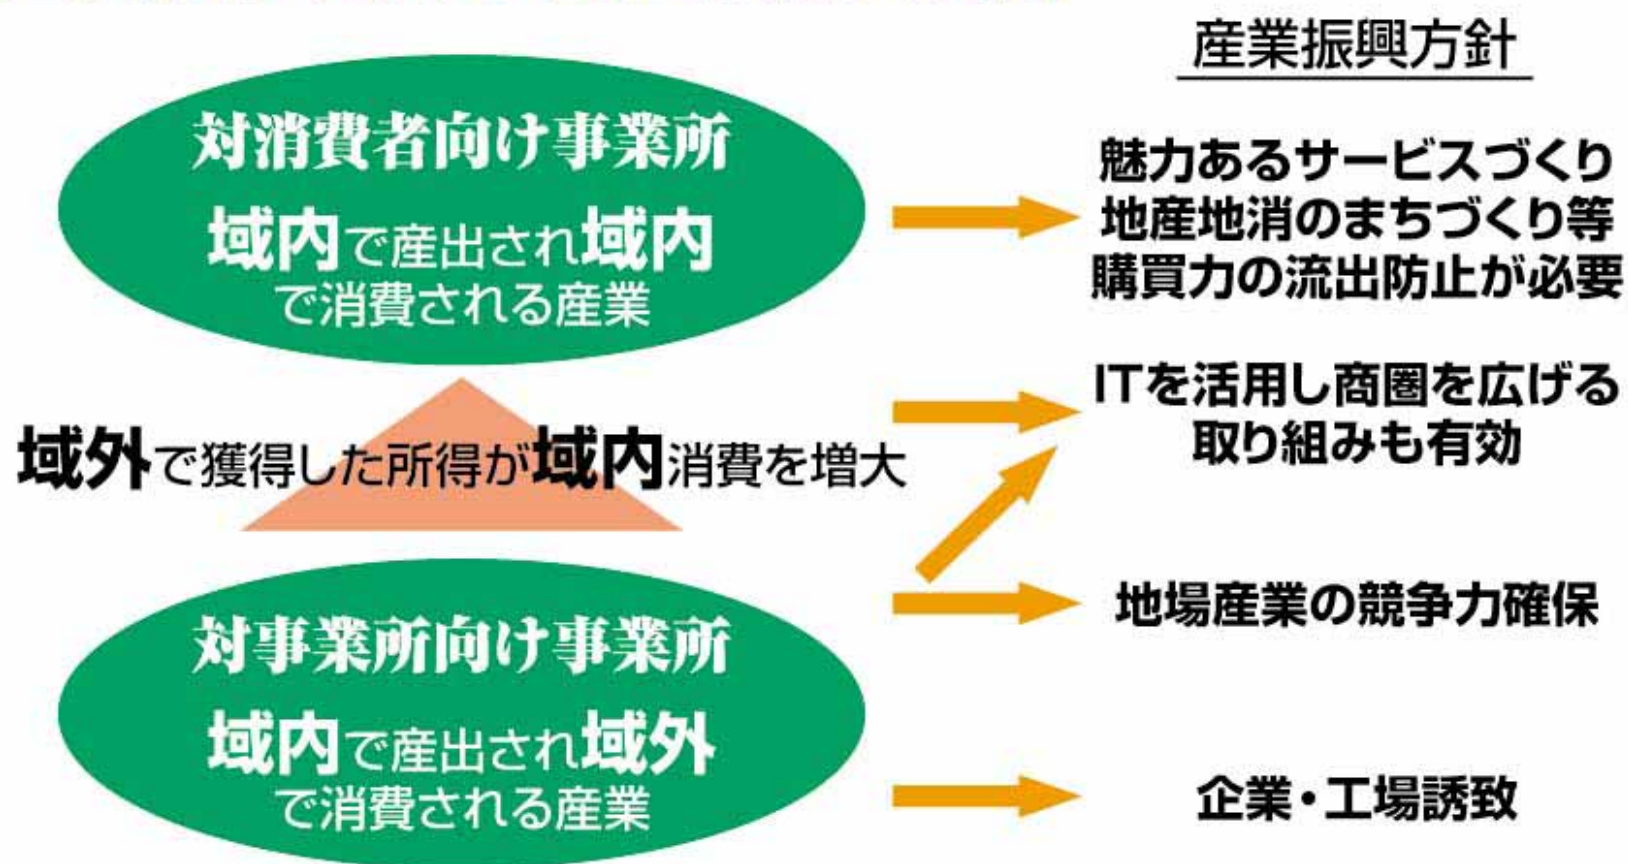 産業振興方針
対消費者向け事業所
域内で産出され域内
で消費される産業
魅力あるサービスづくり
地産地消のまちづくり等
購買力の流出防止が必要
域外で獲得した所得が域内消費を増大
ITを活用し商圏を広げる
取り組みも有効
対事業所向け事業所
域内で産出され域外
で消費される産業
地場産業の競争力確保
企業・工場誘致